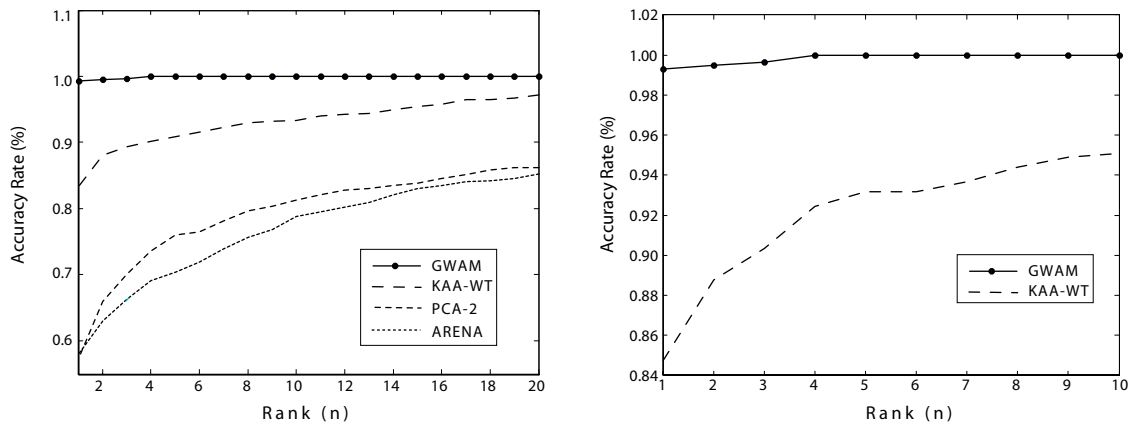 1.1
1.0
0.9
0.8
0.7
0.6
Accuracy Rate (%)
2 4 6 8 10 12 14 16 18 20
Rank (n)
GWAM
KAA-WT
PCA-2
ARENA
1.02
1.00
0.98
0.96
0.94
0.92
0.90
0.88
0.86
0.84
Accuracy Rate (%)
1 2 3 4 5 6 7 8 9 10
Rank (n)
GWAM
KAA-WT